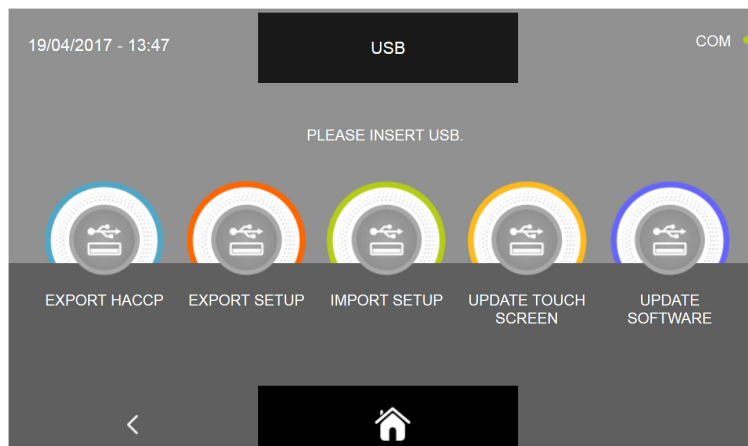 19/04/2017 - 13:47
USB
COM
PLEASE INSERT USB.
EXPORT HACCP
EXPORT SETUP
IMPORT SETUP
UPDATE TOUCH
SCREEN
UPDATE
SOFTWARE